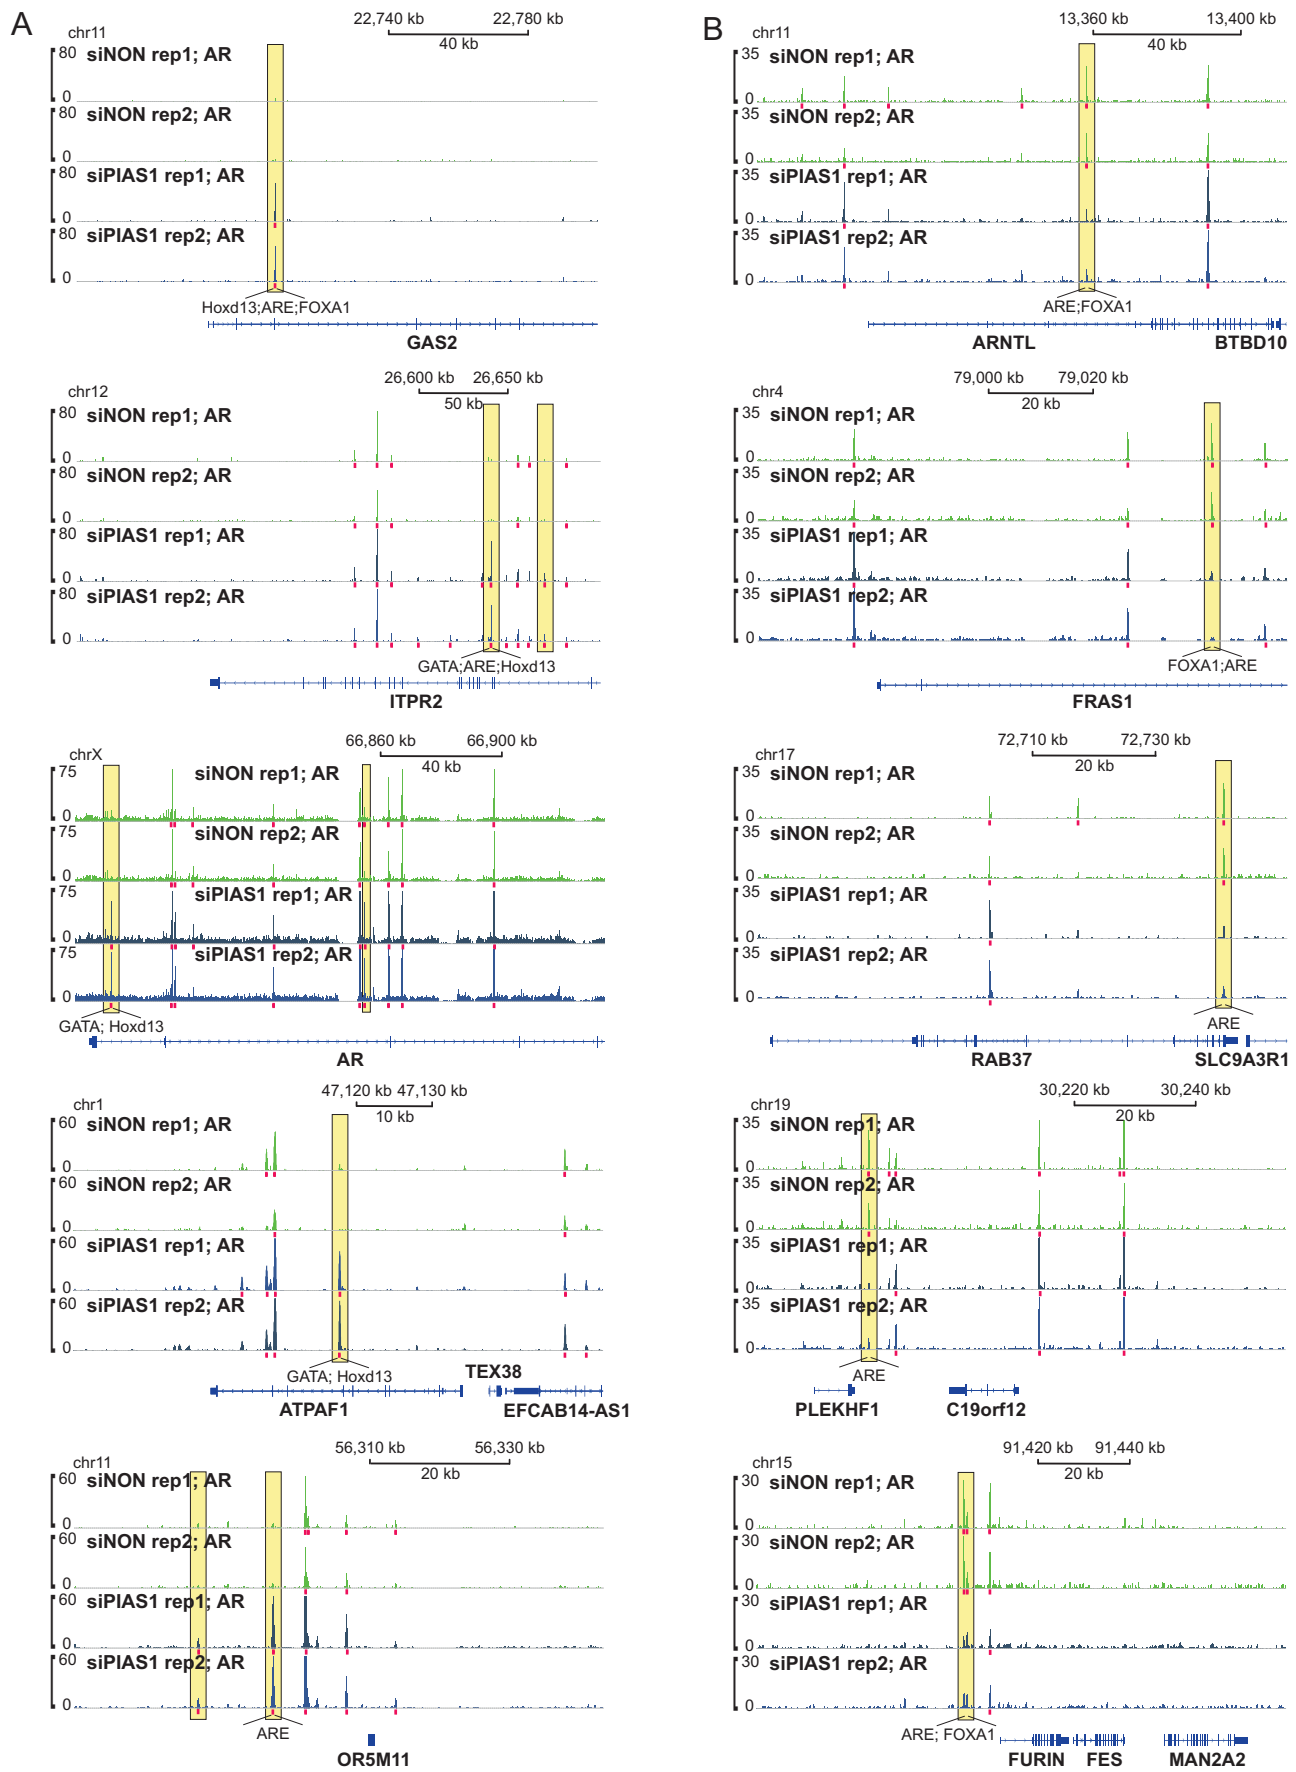 A
chr11
22,740 kb 22,780 kb
40 kb
80 siNON rep1; AR
0
80 siNON rep2; AR
0
80 siPIAS1 rep1; AR
0
80 siPIAS1 rep2; AR
0
Hoxd13;ARE;FOXA1
GAS2
chr12
26,600 kb 26,650 kb
50 kb
80 siNON rep1; AR
0
80 siNON rep2; AR
0
80 siPIAS1 rep1; AR
0
80 siPIAS1 rep2; AR
0
GATA;ARE;Hoxd13
ITPR2
chrX
66,860 kb 66,900 kb
40 kb
75 siNON rep1; AR
0
75 siNON rep2; AR
0
75 siPIAS1 rep1; AR
0
75 siPIAS1 rep2; AR
0
GATA; Hoxd13
AR
chr1
47,120 kb 47,130 kb
10 kb
60 siNON rep1; AR
0
60 siNON rep2; AR
0
60 siPIAS1 rep1; AR
0
60 siPIAS1 rep2; AR
0
GATA; Hoxd13
TEX38
ATPAF1 EFCAB14-AS1
chr11
56,310 kb 56,330 kb
20 kb
60 siNON rep1; AR
0
60 siNON rep2; AR
0
60 siPIAS1 rep1; AR
0
60 siPIAS1 rep2; AR
0
ARE
OR5M11
B
chr11
13,360 kb 13,400 kb
40 kb
35 siNON rep1; AR
0
35 siNON rep2; AR
0
35 siPIAS1 rep1; AR
0
35 siPIAS1 rep2; AR
0
ARE;FOXA1
ARNTL BTBD10
chr4
79,000 kb 79,020 kb
20 kb
35 siNON rep1; AR
0
35 siNON rep2; AR
0
35 siPIAS1 rep1; AR
0
35 siPIAS1 rep2; AR
0
FOXA1;ARE
FRAS1
chr17
72,710 kb 72,730 kb
20 kb
35 siNON rep1; AR
0
35 siNON rep2; AR
0
35 siPIAS1 rep1; AR
0
35 siPIAS1 rep2; AR
0
ARE
RAB37 SLC9A3R1
chr19
30,220 kb 30,240 kb
20 kb
35 siNON rep1; AR
0
35 siNON rep2; AR
0
35 siPIAS1 rep1; AR
0
35 siPIAS1 rep2; AR
0
ARE
PLEKHF1 C19orf12
chr15
91,420 kb 91,440 kb
20 kb
30 siNON rep1; AR
0
30 siNON rep2; AR
0
30 siPIAS1 rep1; AR
0
30 siPIAS1 rep2; AR
0
ARE; FOXA1
FURIN FES MAN2A2